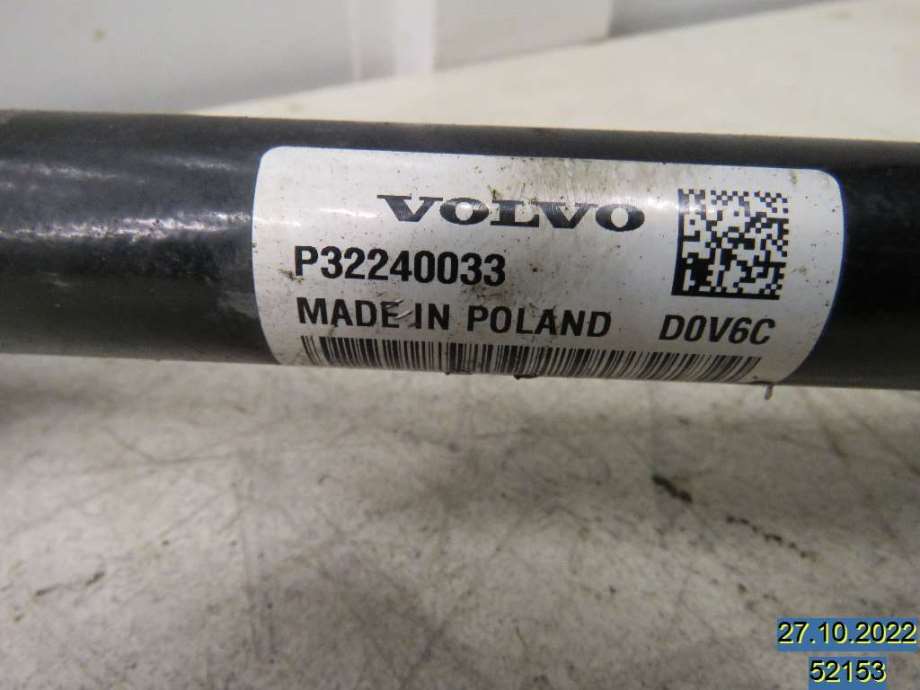 VOLVO
P32240033
MADE IN POLAND D0V6C
27.10.2022
52153